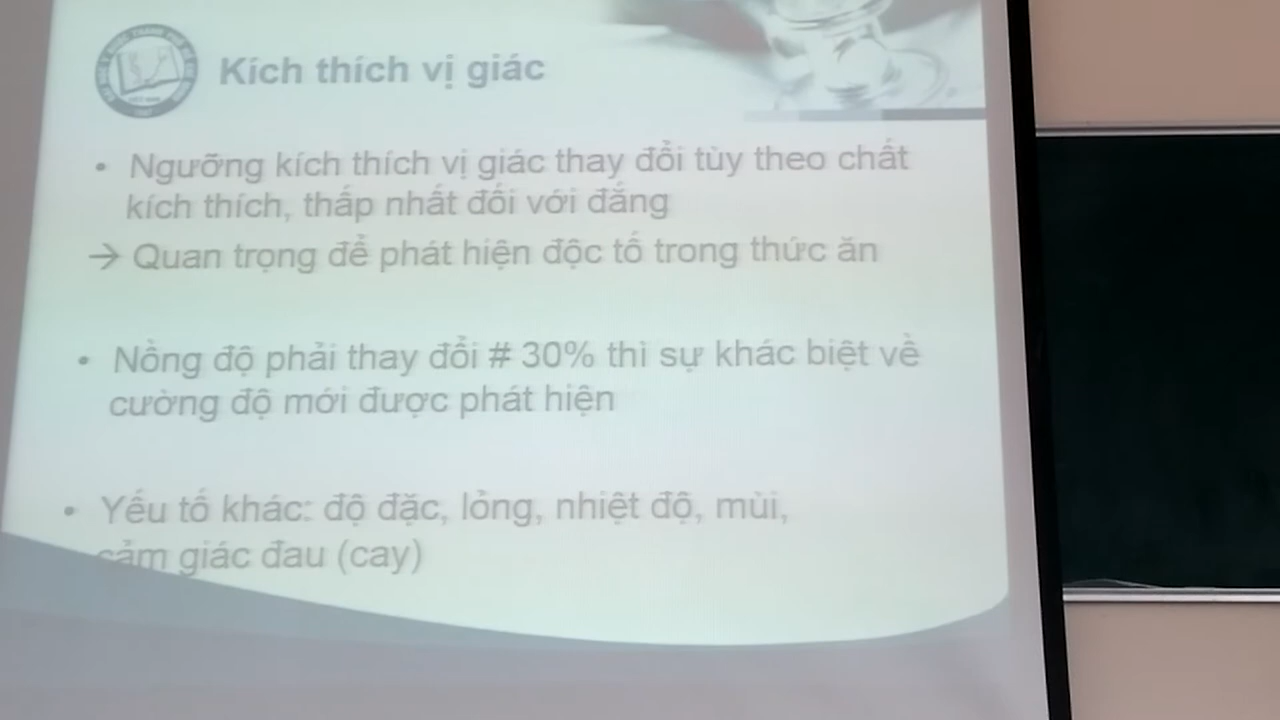 Kích thích vị giác
• Ngưỡng kích thích vị giác thay đổi tùy theo chất
kích thích, thấp nhất đối với đắng
→ Quan trọng để phát hiện độc tố trong thức ăn
• Nồng độ phải thay đổi # 30% thì sự khác biệt về
cường độ mới được phát hiện
• Yếu tố khác: độ đặc, lỏng, nhiệt độ, mùi,
cảm giác đau (cay)